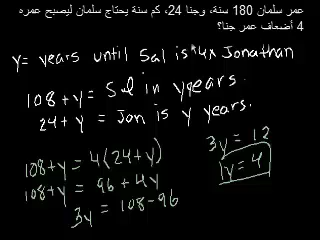 عمر سلمان 180 سنة، وجنا 24، كم سنة يحتاج سلمان ليصبح عمره
4 أضعاف عمر جنا؟
y = years until Sal is 4x Jonathan
108 + y = Sal in y years.
24 + y = Jon is y years.
108 + y = 4(24 + y)
108 + y = 96 + 4y
3y = 108 - 96
3y = 12
y = 4